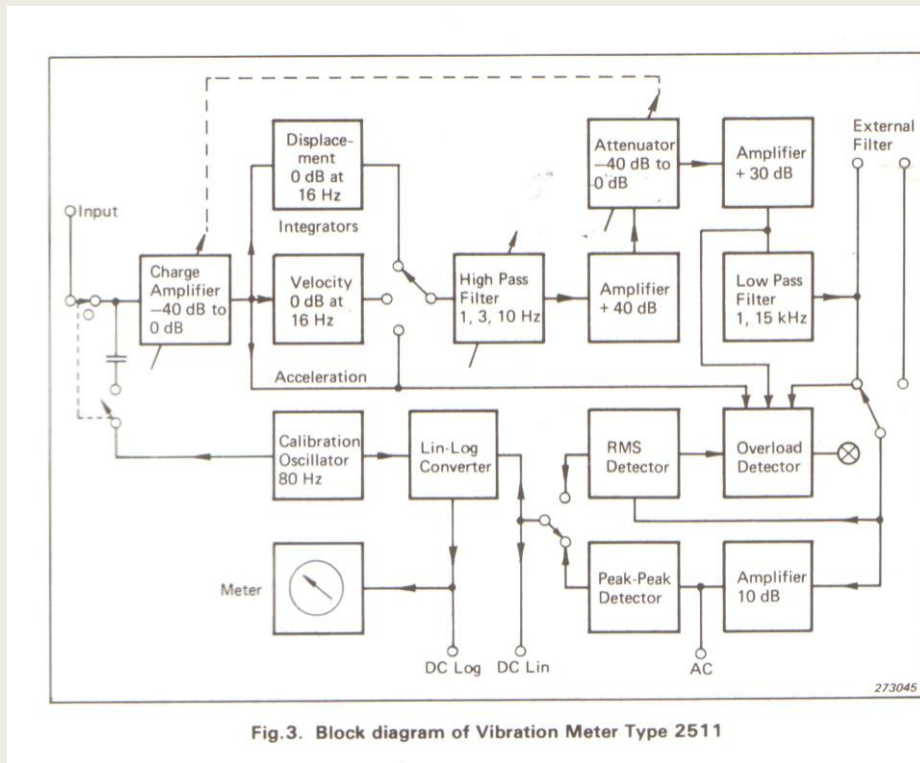 External
Filter
Displace-
ment
0 dB at
16 Hz
Attenuator
−40 dB to
0 dB
Amplifier
+ 30 dB
Input
Integrators
Charge
Amplifier
−40 dB to
0 dB
Velocity
0 dB at
16 Hz
High Pass
Filter
1, 3, 10 Hz
Amplifier
+ 40 dB
Low Pass
Filter
1, 15 kHz
Acceleration
Calibration
Oscillator
80 Hz
Lin-Log
Converter
RMS
Detector
Overload
Detector
Meter
Peak-Peak
Detector
Amplifier
10 dB
DC Log
DC Lin
AC
273045
Fig.3. Block diagram of Vibration Meter Type 2511